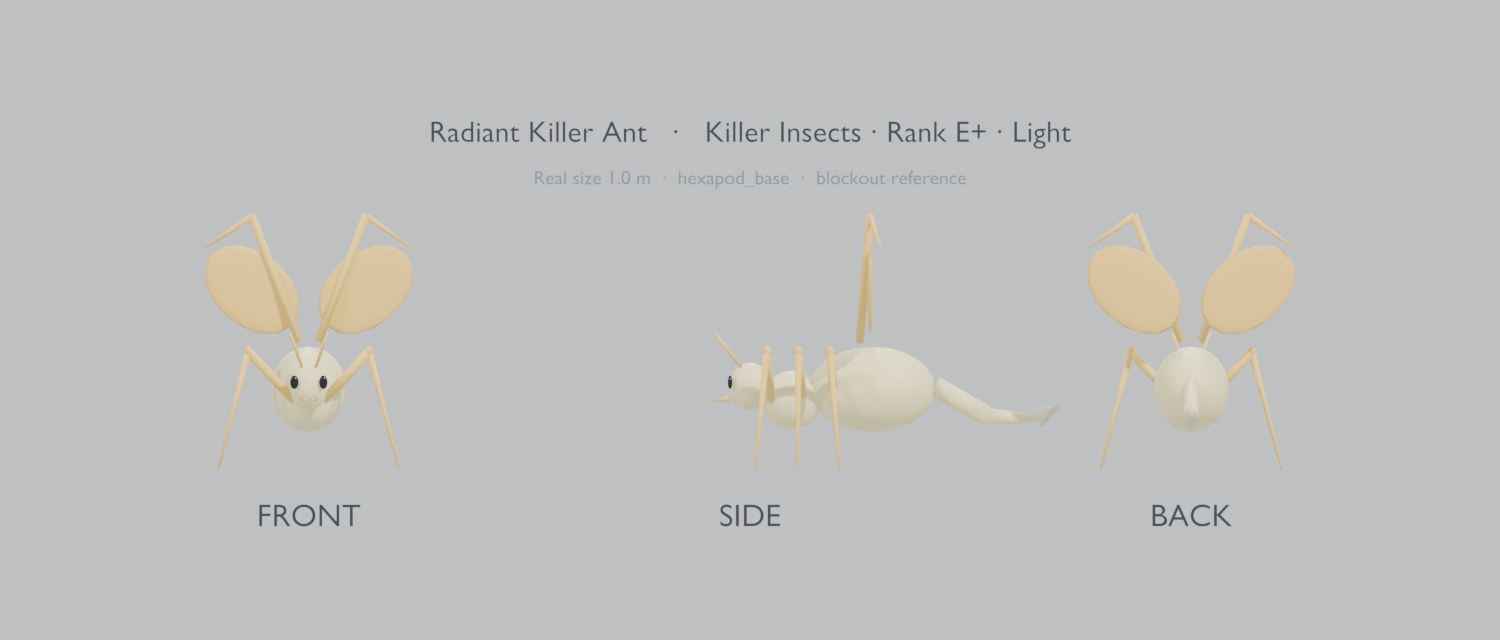 Radiant Killer Ant · Killer Insects · Rank E+ · Light
Real size 1.0 m · hexapod_base · blockout reference
FRONT
SIDE
BACK